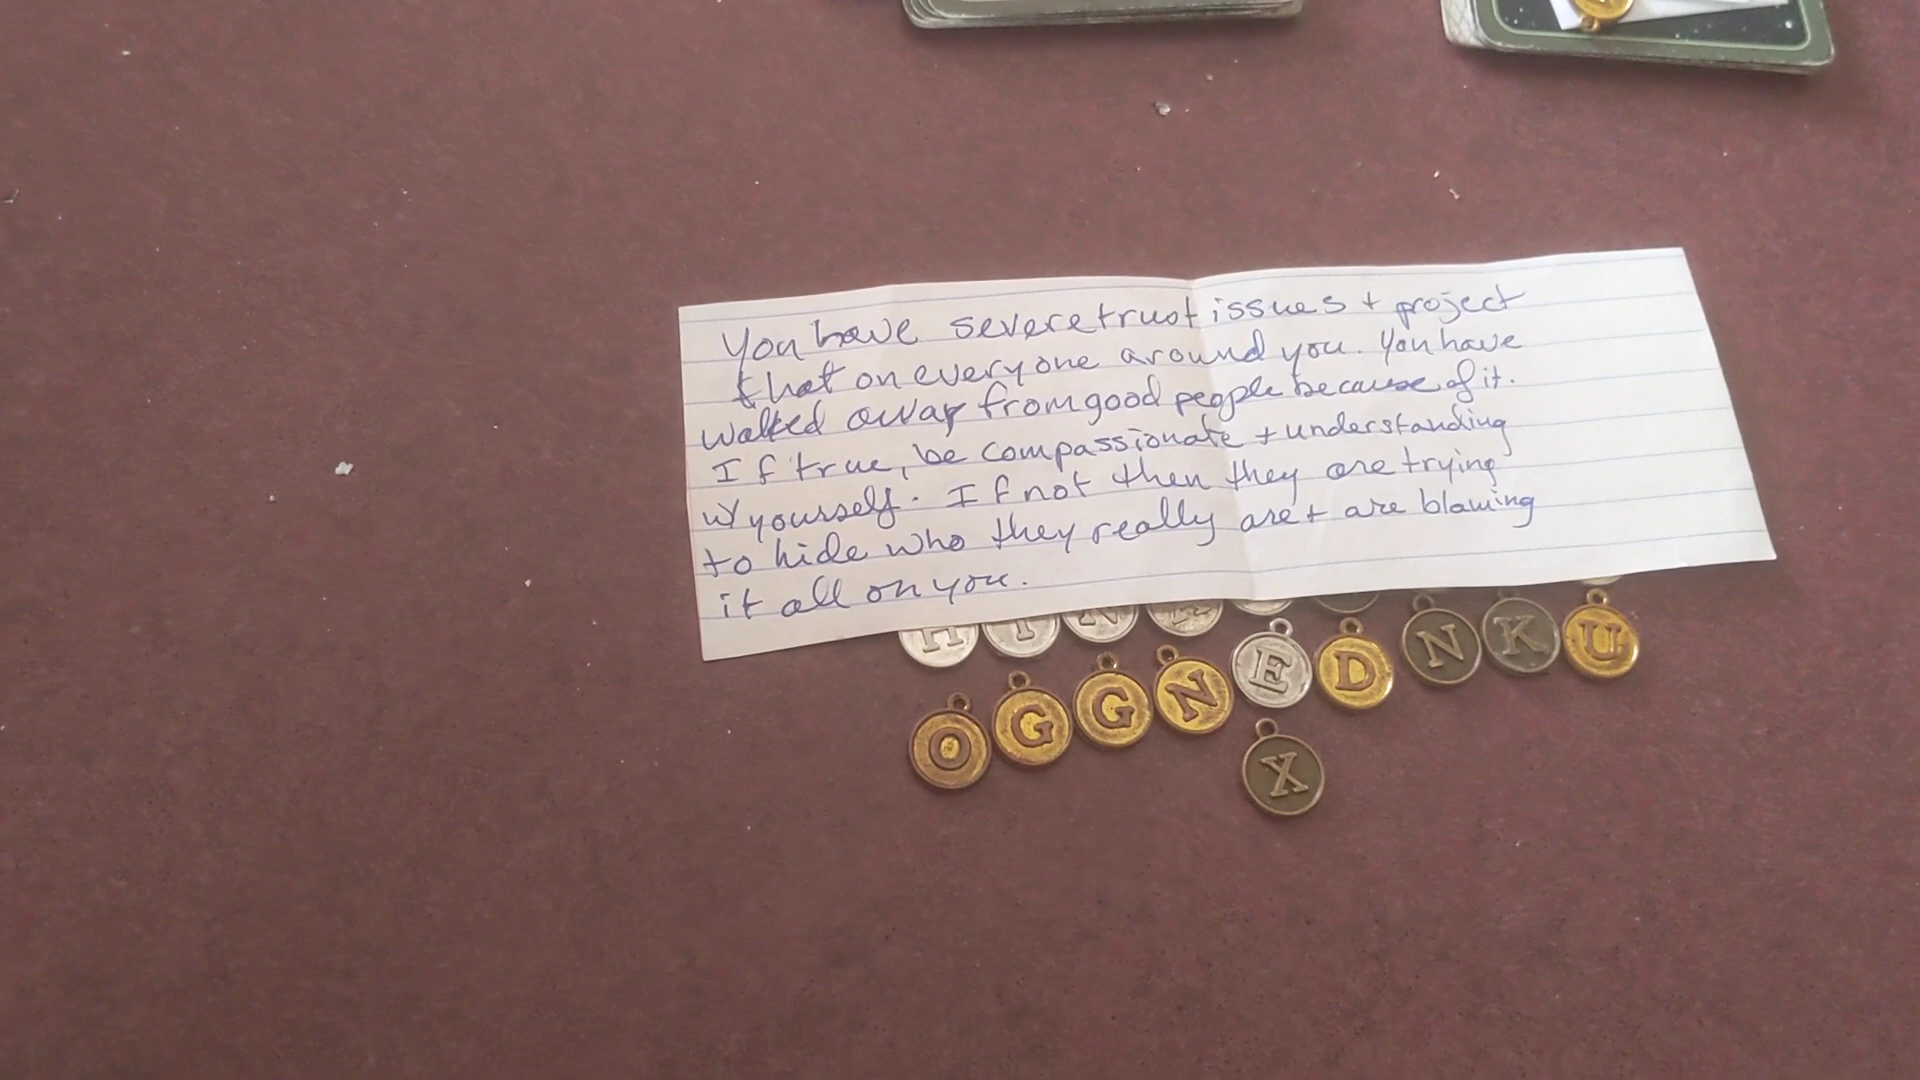 You have severe trust issues + project
that on everyone around you. You have
walked away from good people because of it.
If true, be compassionate + understanding
w/ yourself. If not then they are trying
to hide who they really are + are blaming
it all on you.
H I N
E D N K U
O G G N
X